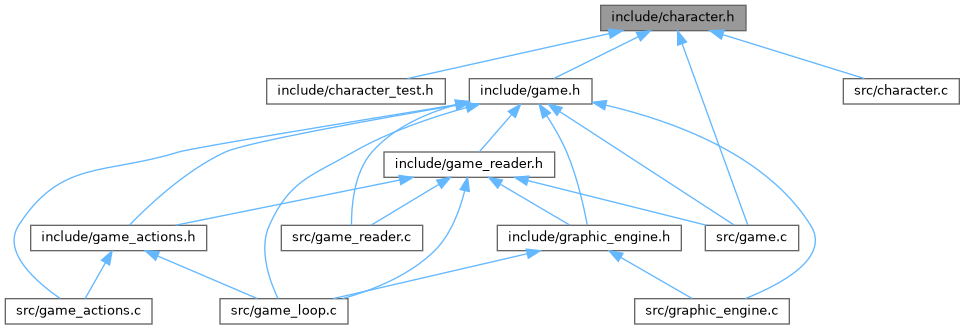 include/character.h
include/character_test.h
include/game.h
src/character.c
include/game_reader.h
include/game_actions.h
src/game_reader.c
include/graphic_engine.h
src/game.c
src/game_actions.c
src/game_loop.c
src/graphic_engine.c